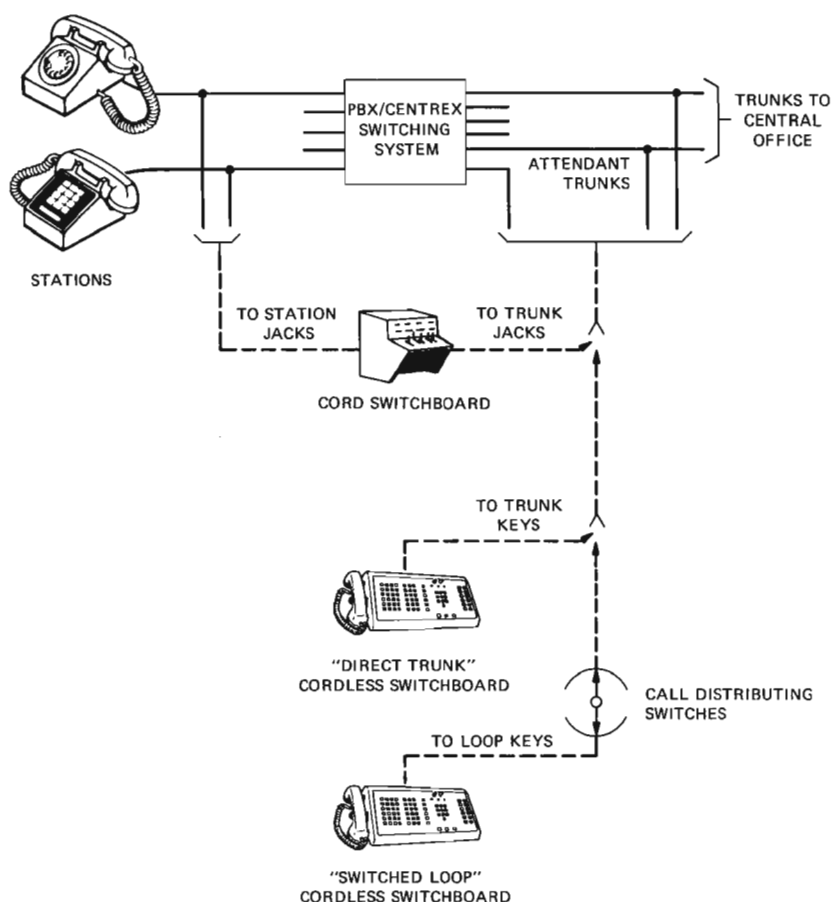 PBX/CENTREX
SWITCHING
SYSTEM
TRUNKS TO
CENTRAL
OFFICE
ATTENDANT
TRUNKS
STATIONS
TO STATION
JACKS
TO TRUNK
JACKS
CORD SWITCHBOARD
TO TRUNK
KEYS
"DIRECT TRUNK"
CORDLESS SWITCHBOARD
CALL DISTRIBUTING
SWITCHES
TO LOOP KEYS
"SWITCHED LOOP"
CORDLESS SWITCHBOARD